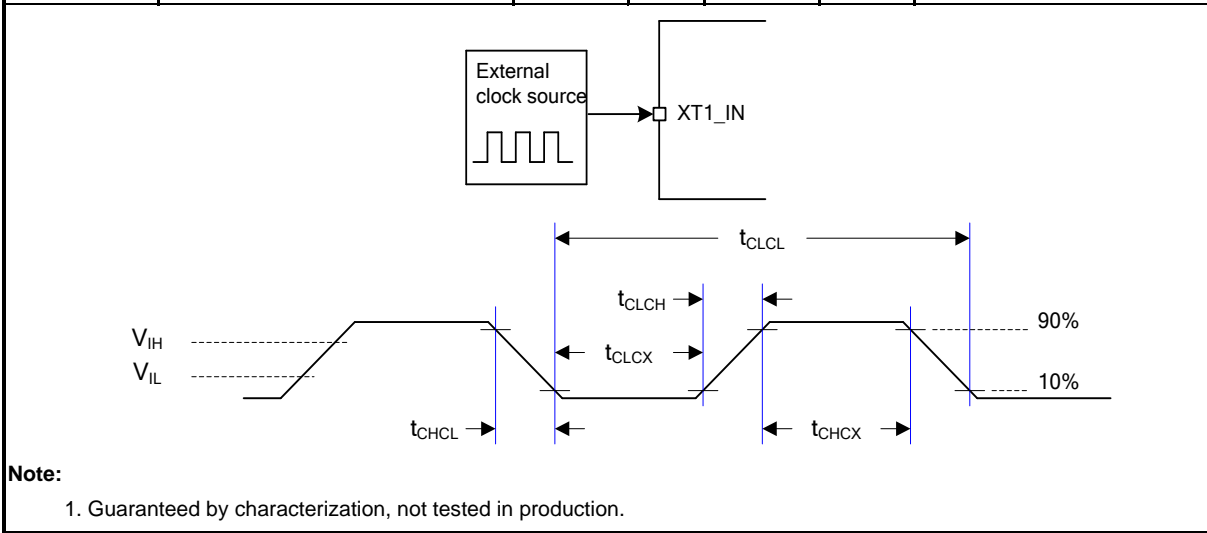 External
clock source
XT1_IN
tCLCL
tCLCH
90%
VIH
tCLCX
VIL
10%
tCHCL
tCHCX
Note:
1. Guaranteed by characterization, not tested in production.